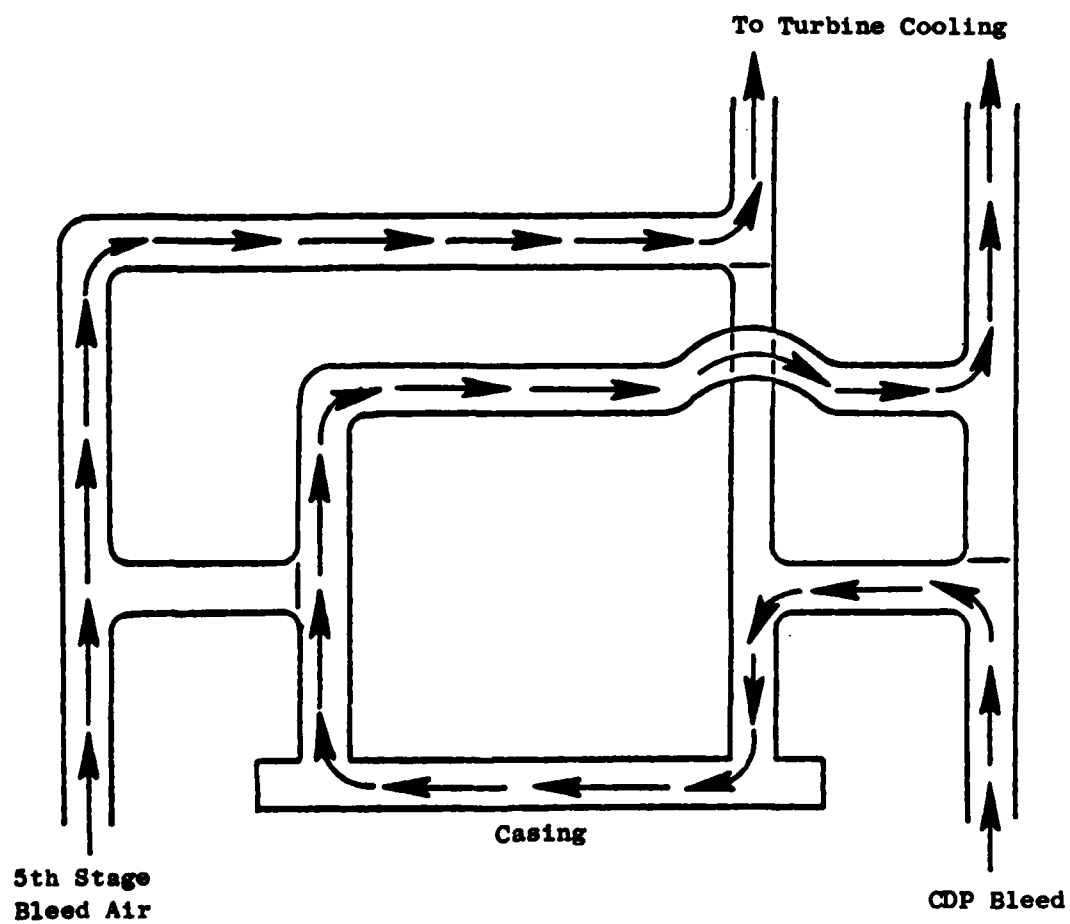 To Turbine Cooling
Casing
5th Stage
Bleed Air
CDP Bleed